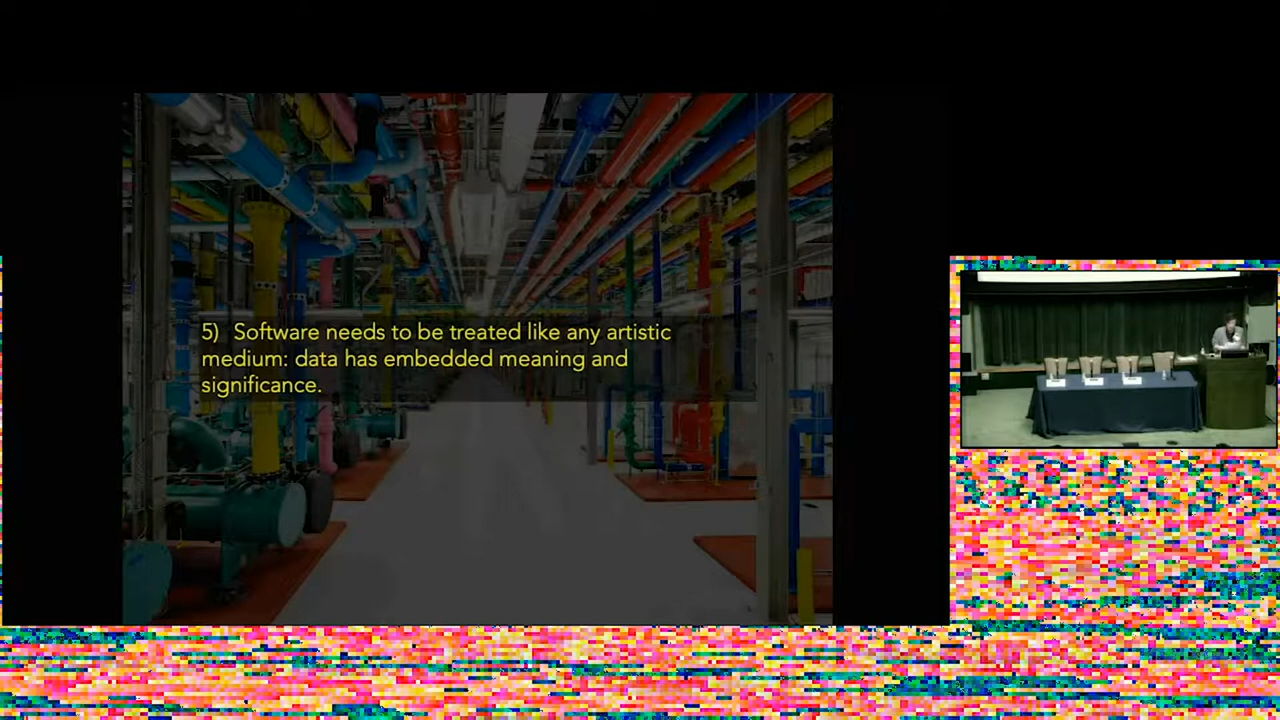 5) Software needs to be treated like any artistic
medium: data has embedded meaning and
significance.